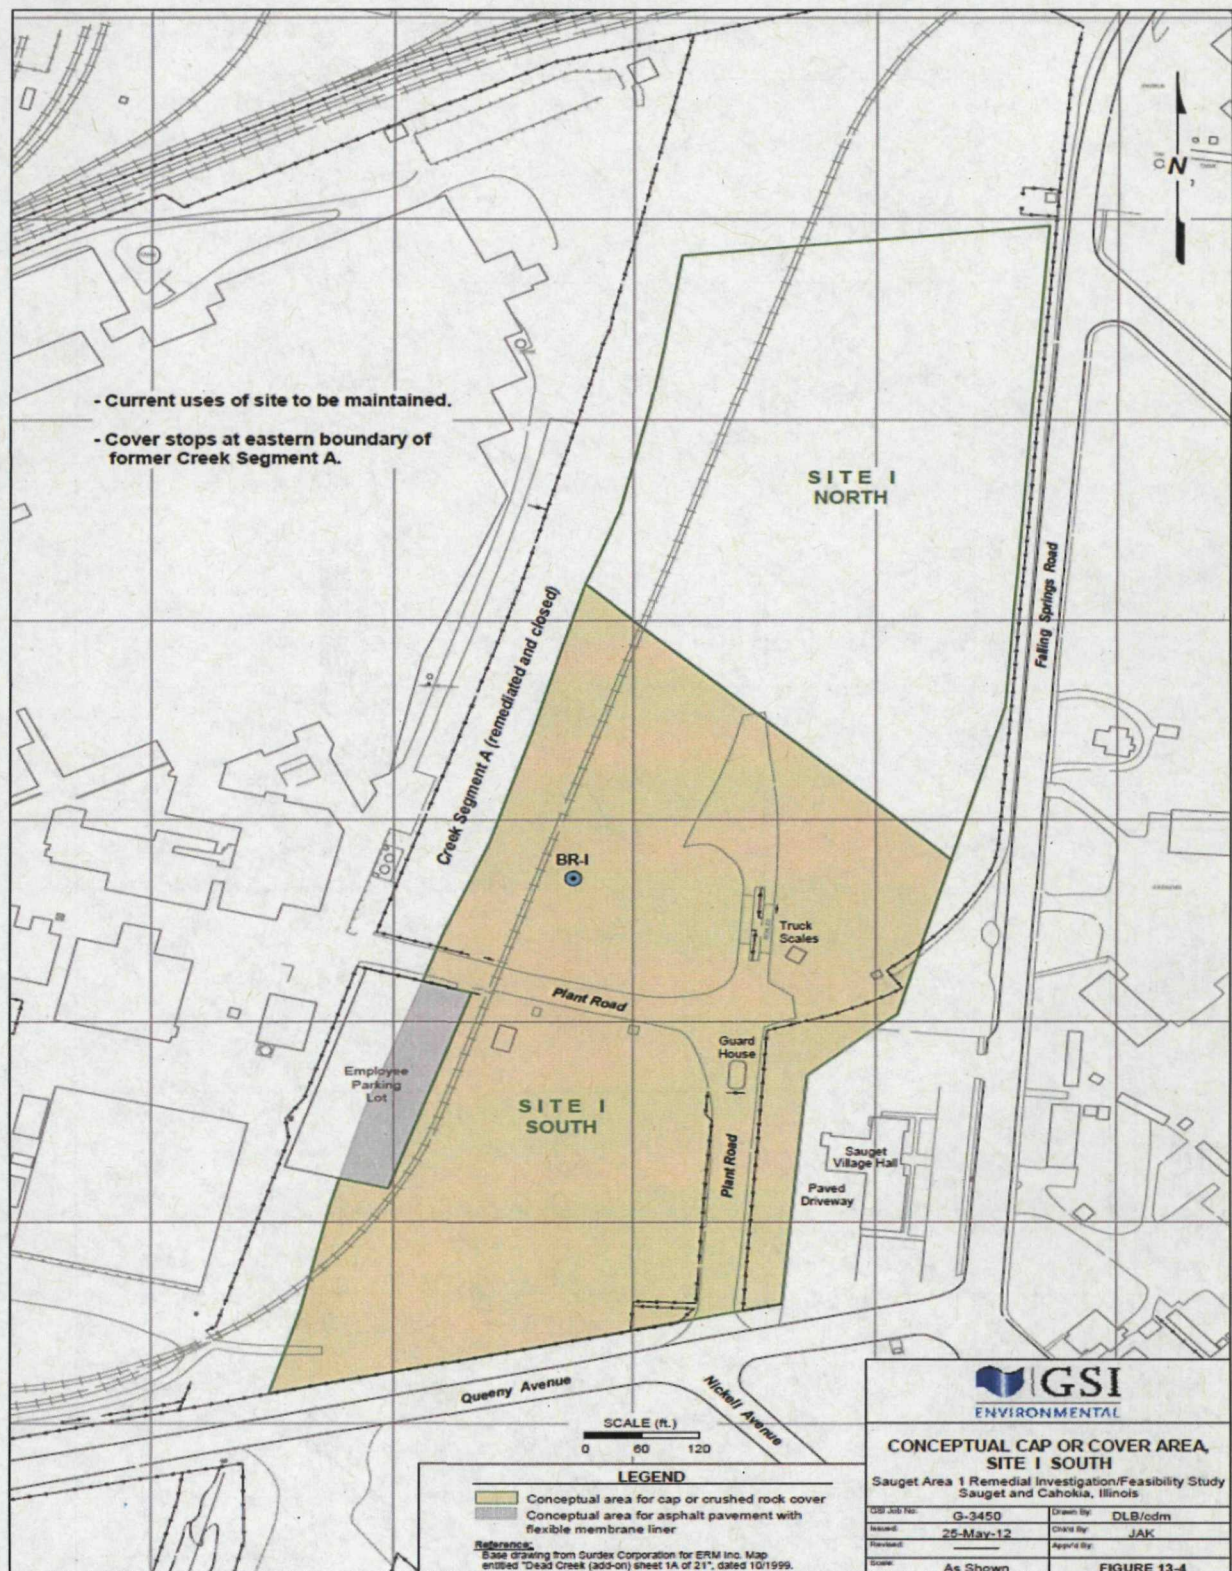 N
- Current uses of site to be maintained.
- Cover stops at eastern boundary of
former Creek Segment A.
SITE I
NORTH
Falling Springs Road
Creek Segment A (remediated and closed)
BR-I
Truck
Scales
Plant Road
Guard
House
Employee
Parking
Lot
SITE I
SOUTH
Plant Road
Sauget
Village Hall
Paved
Driveway
Queeny Avenue
Nickell Avenue
SCALE (ft.)
0 60 120
LEGEND
Conceptual area for cap or crushed rock cover
Conceptual area for asphalt pavement with
flexible membrane liner
Reference:
Base drawing from Surdex Corporation for ERM Inc. Map
entitled "Dead Creek (add-on) sheet 1A of 21", dated 10/1999.
GSI
ENVIRONMENTAL
CONCEPTUAL CAP OR COVER AREA,
SITE I SOUTH
Sauget Area 1 Remedial Investigation/Feasibility Study
Sauget and Cahokia, Illinois
GSI Job No: G-3450 Drawn By: DLB/cdm
Issued: 25-May-12 Chk'd By: JAK
Revised: Appv'd By:
Scale: As Shown FIGURE 13-4